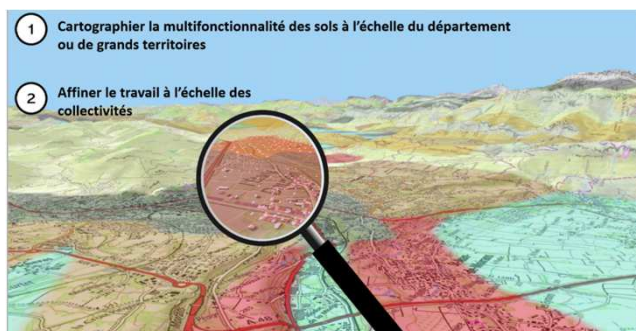 1 Cartographier la multifonctionnalité des sols à l'échelle du département
ou de grands territoires
2 Affiner le travail à l'échelle des
collectivités